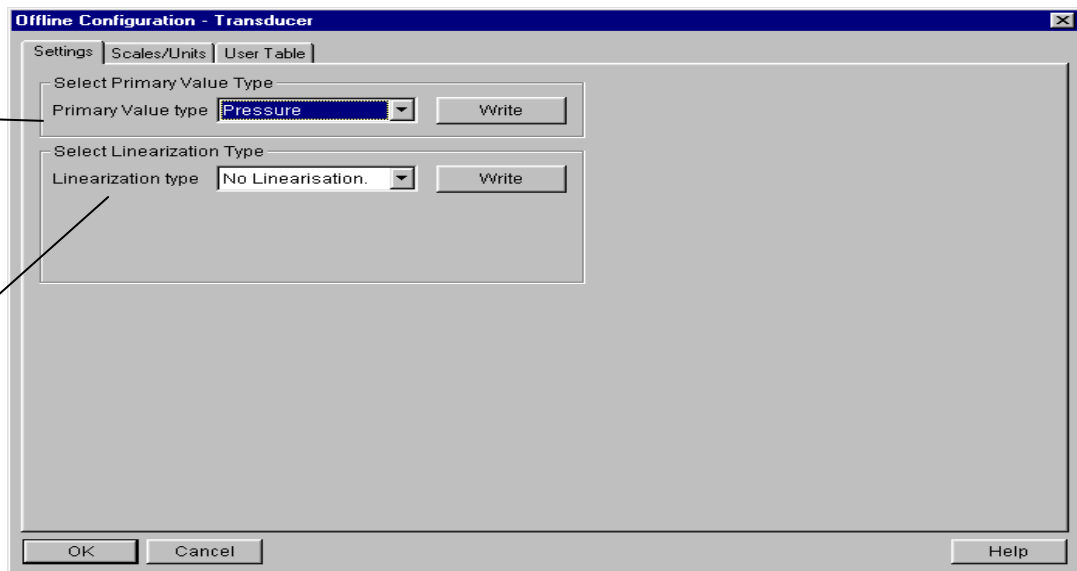 Offline Configuration - Transducer
Settings Scales/Units User Table
Select Primary Value Type
Primary Value type Pressure Write
Select Linearization Type
Linearization type No Linearisation. Write
OK Cancel Help